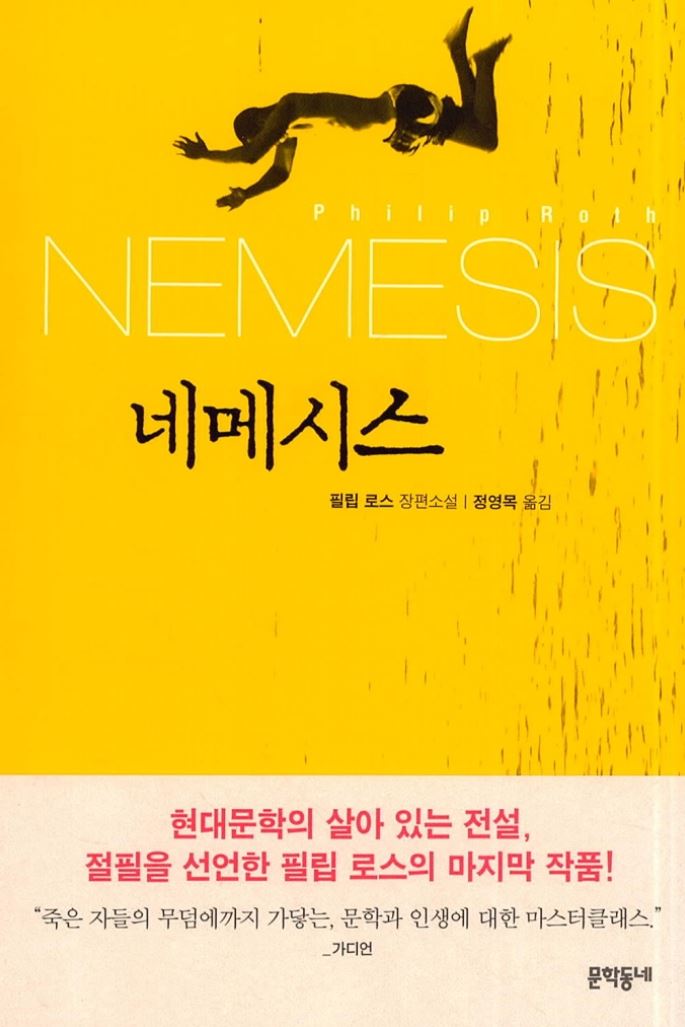 Philip Roth
NEMESIS
네메시스
필립 로스 장편소설 | 정영목 옮김
현대문학의 살아 있는 전설,
절필을 선언한 필립 로스의 마지막 작품!
“죽은 자들의 무덤에까지 가닿는, 문학과 인생에 대한 마스터클래스.”
_가디언
문학동네